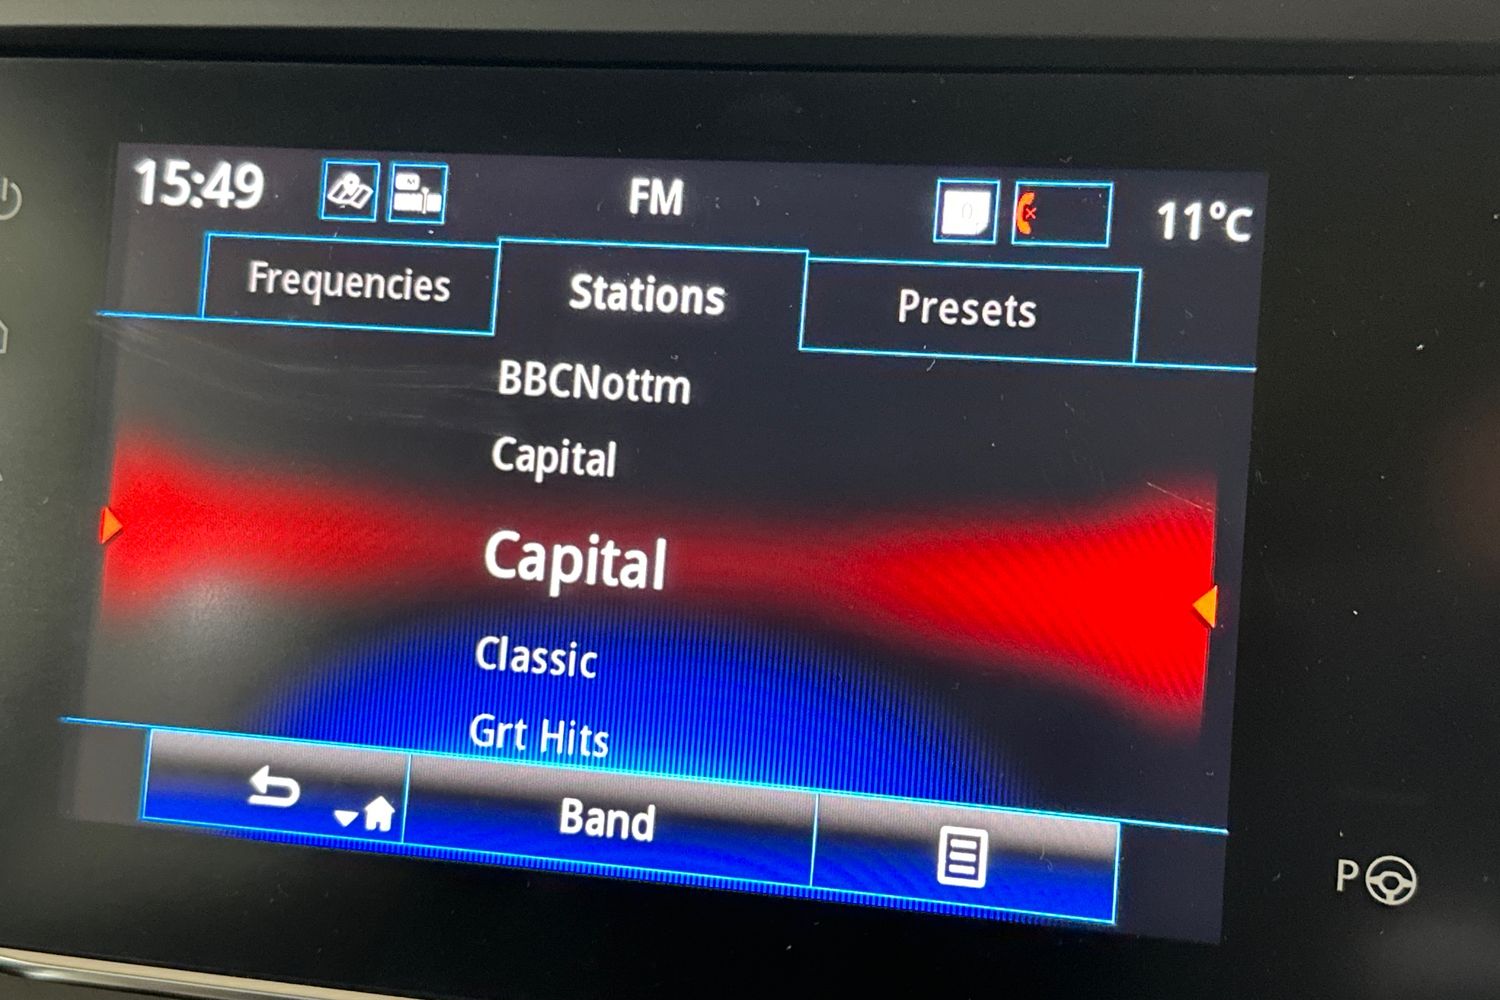 15:49 FM 11°C
Frequencies Stations Presets
BBCNottm
Capital
Capital
Classic
Grt Hits
Band
P